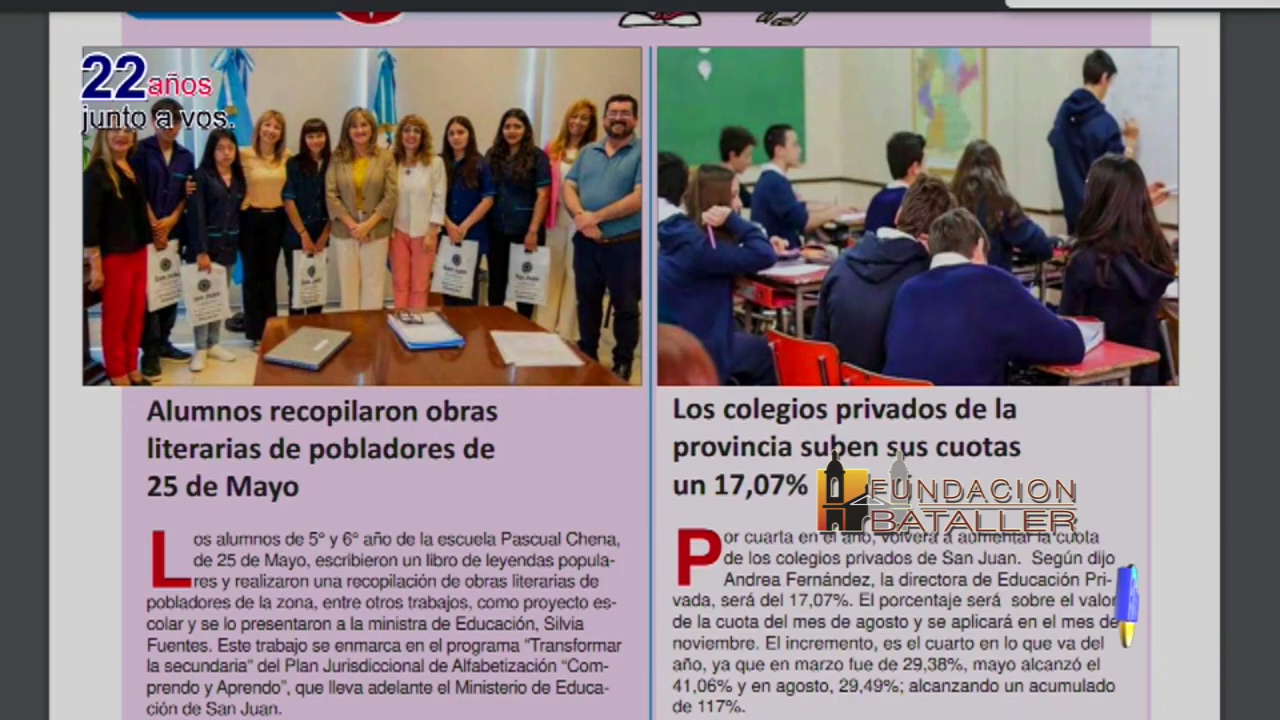 22 años
junto a vos.
Alumnos recopilaron obras
literarias de pobladores de
25 de Mayo
Los alumnos de 5° y 6° año de la escuela Pascual Chena,
de 25 de Mayo, escribieron un libro de leyendas popula-
res y realizaron una recopilación de obras literarias de
pobladores de la zona, entre otros trabajos, como proyecto es-
colar y se lo presentaron a la ministra de Educación, Silvia
Fuentes. Este trabajo se enmarca en el programa “Transformar
la secundaria” del Plan Jurisdiccional de Alfabetización “Com-
prendo y Aprendo”, que lleva adelante el Ministerio de Educa-
ción de San Juan.
Los colegios privados de la
provincia suben sus cuotas
un 17,07%
FUNDACION
BATALLER
Por cuarta en el año, volverá a aumentar la cuota
de los colegios privados de San Juan. Según dijo
Andrea Fernández, la directora de Educación Pri-
vada, será del 17,07%. El porcentaje será sobre el valor
de la cuota del mes de agosto y se aplicará en el mes de
noviembre. El incremento, es el cuarto en lo que va del
año, ya que en marzo fue de 29,38%, mayo alcanzó el
41,06% y en agosto, 29,49%; alcanzando un acumulado
de 117%.